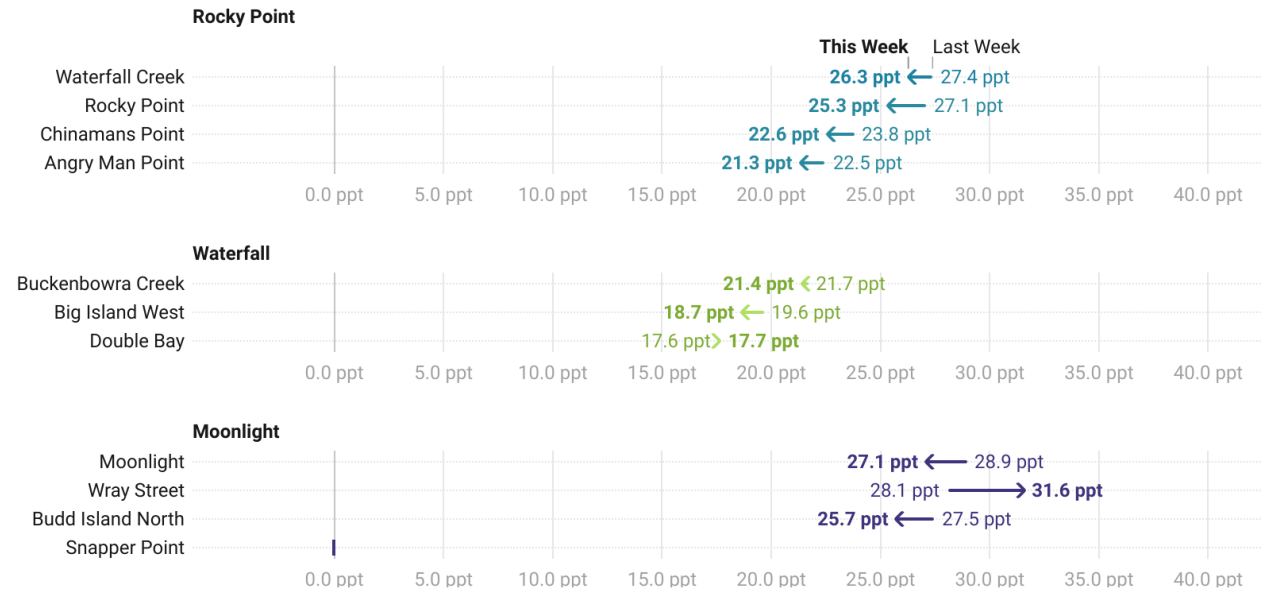 Rocky Point
This Week Last Week
Waterfall Creek 26.3 ppt 27.4 ppt
Rocky Point 25.3 ppt 27.1 ppt
Chinamans Point 22.6 ppt 23.8 ppt
Angry Man Point 21.3 ppt 22.5 ppt
0.0 ppt 5.0 ppt 10.0 ppt 15.0 ppt 20.0 ppt 25.0 ppt 30.0 ppt 35.0 ppt 40.0 ppt
Waterfall
Buckenbowra Creek 21.4 ppt 21.7 ppt
Big Island West 18.7 ppt 19.6 ppt
Double Bay 17.6 ppt 17.7 ppt
0.0 ppt 5.0 ppt 10.0 ppt 15.0 ppt 20.0 ppt 25.0 ppt 30.0 ppt 35.0 ppt 40.0 ppt
Moonlight
Moonlight 27.1 ppt 28.9 ppt
Wray Street 28.1 ppt 31.6 ppt
Budd Island North 25.7 ppt 27.5 ppt
Snapper Point
0.0 ppt 5.0 ppt 10.0 ppt 15.0 ppt 20.0 ppt 25.0 ppt 30.0 ppt 35.0 ppt 40.0 ppt